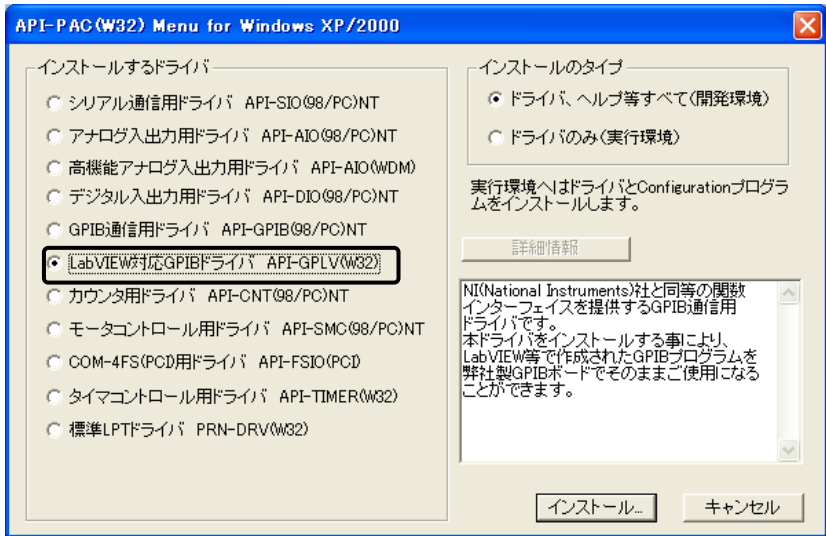 API-PAC(W32) Menu for Windows XP/2000
インストールするドライバ
シリアル通信用ドライバ API-SIO(98/PC)NT
アナログ入出力用ドライバ API-AIO(98/PC)NT
高機能アナログ入出力用ドライバ API-AIO(WDM)
デジタル入出力用ドライバ API-DIO(98/PC)NT
GPIB通信用ドライバ API-GPIB(98/PC)NT
LabVIEW対応GPIBドライバ API-GPLV(W32)
カウンタ用ドライバ API-CNT(98/PC)NT
モータコントロール用ドライバ API-SMC(98/PC)NT
COM-4FS(PCI)用ドライバ API-FSIO(PCI)
タイマコントロール用ドライバ API-TIMER(W32)
標準LPTドライバ PRN-DRV(W32)
インストールのタイプ
ドライバ、ヘルプ等すべて(開発環境)
ドライバのみ(実行環境)
実行環境へはドライバとConfigurationプログラ
ムをインストールします。
詳細情報
NI(National Instruments)社と同等の関数
インターフェイスを提供するGPIB通信用
ドライバです。
本ドライバをインストールする事により、
LabVIEW等で作成されたGPIBプログラムを
弊社製GPIBボードでそのままご使用になる
ことができます。
インストール...
キャンセル